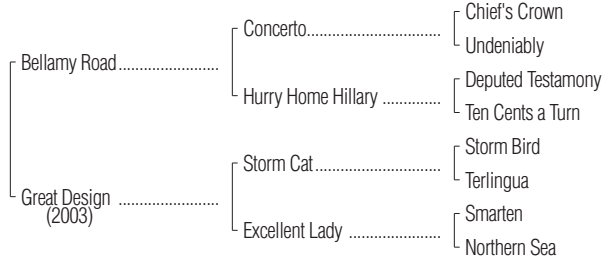 Chief's Crown
Concerto..............................
Undeniably
Bellamy Road ........................
Deputed Testamony
Hurry Home Hillary ..............
Ten Cents a Turn
Storm Bird
Storm Cat..............................
Terlingua
Great Design ........................
(2003)
Smarten
Excellent Lady ......................
Northern Sea